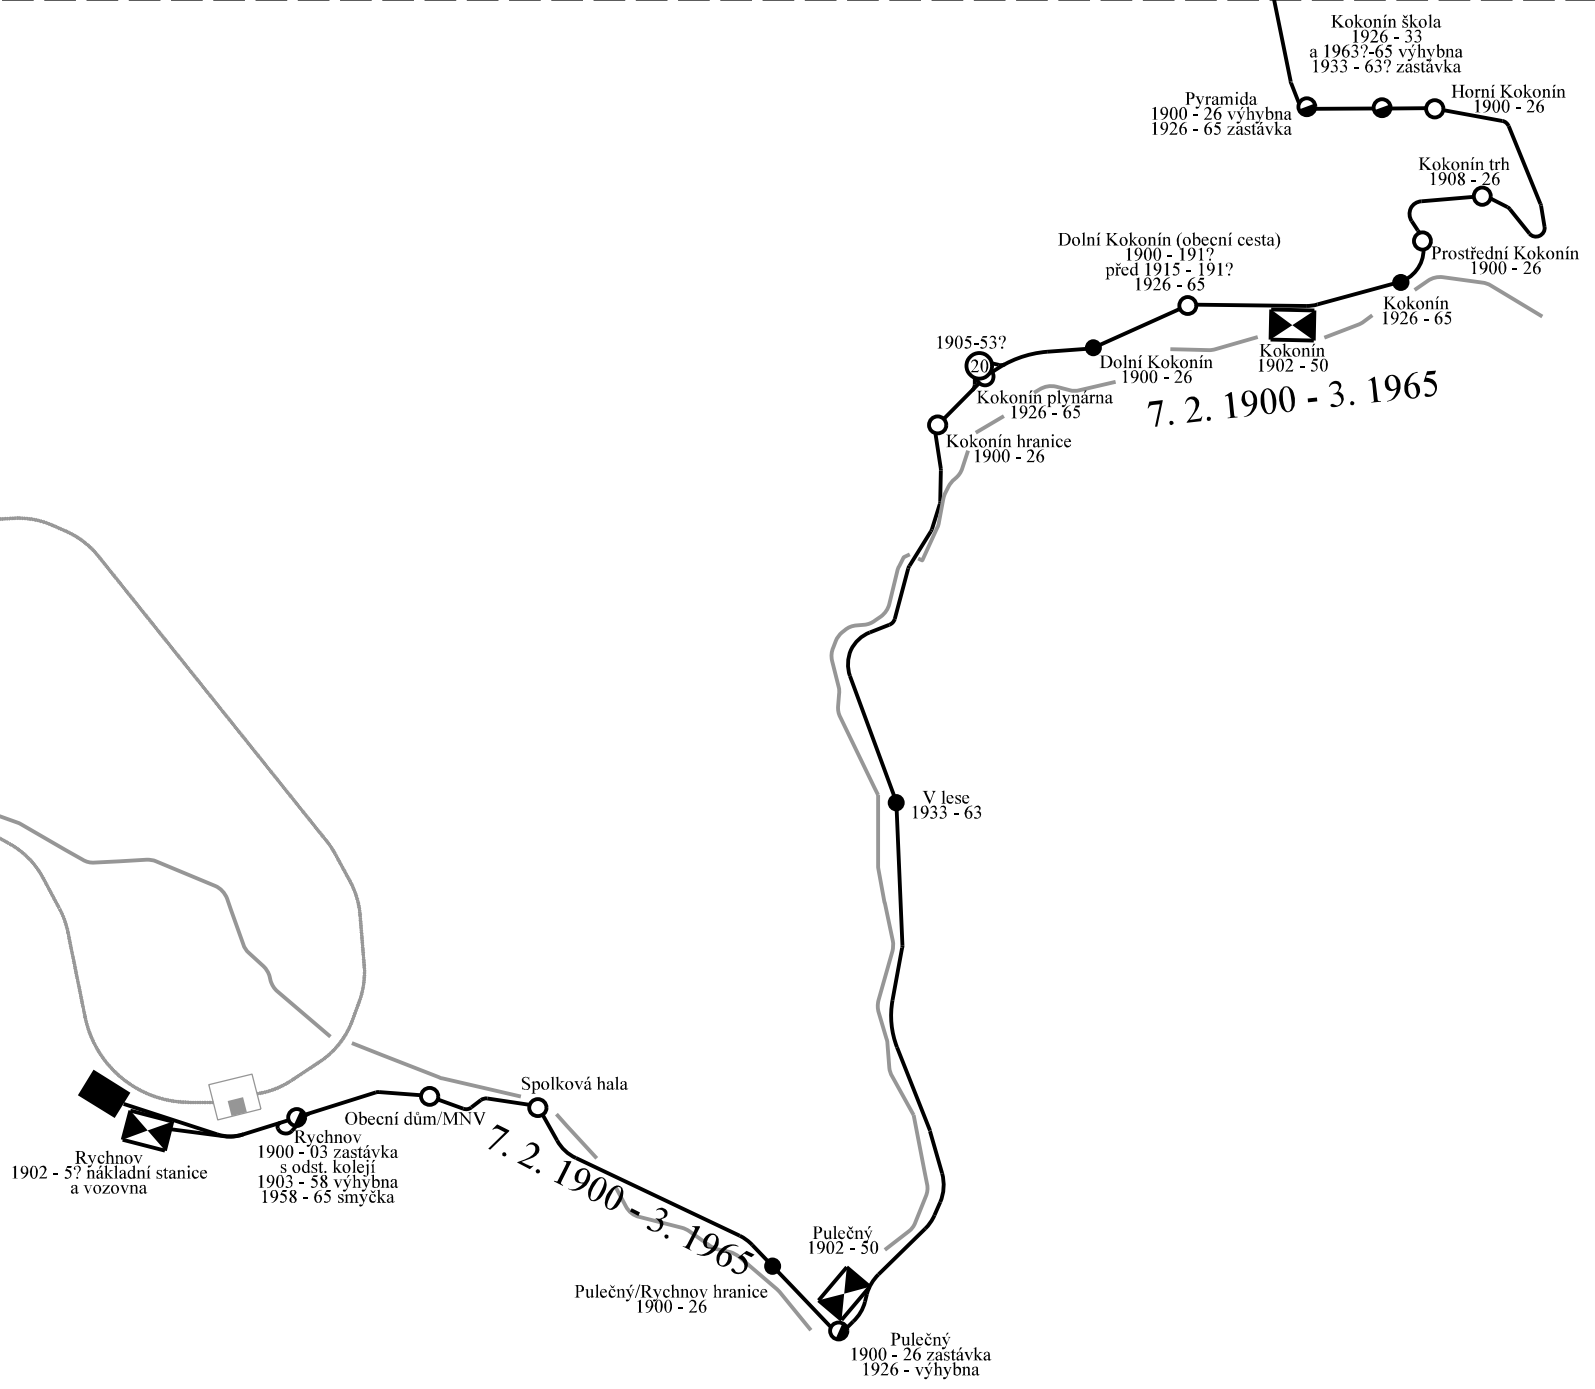 Kokonín škola
1926 - 33
a 1963?-65 výhybna
1933 - 63? zastávka
Pyramida
1900 - 26 výhybna
1926 - 65 zastávka
Horní Kokonín
1900 - 26
Kokonín trh
1908 - 26
Dolní Kokonín (obecní cesta)
1900 - 191?
před 1915 - 191?
1926 - 65
Prostřední Kokonín
1900 - 26
Kokonín
1926 - 65
1905-53?
20
Kokonín
1902 - 50
Dolní Kokonín
1900 - 26
Kokonín plynárna
1926 - 65
7. 2. 1900 - 3. 1965
Kokonín hranice
1900 - 26
V lese
1933 - 63
Spolková hala
Obecní dům/MNV
Rychnov
1900 - 03 zastávka
s odst. kolejí
1903 - 58 výhybna
1958 - 65 smyčka
Rychnov
1902 - 5? nákladní stanice
a vozovna
7. 2. 1900 - 3. 1965
Pulečný
1902 - 50
Pulečný/Rychnov hranice
1900 - 26
Pulečný
1900 - 26 zastávka
1926 - výhybna